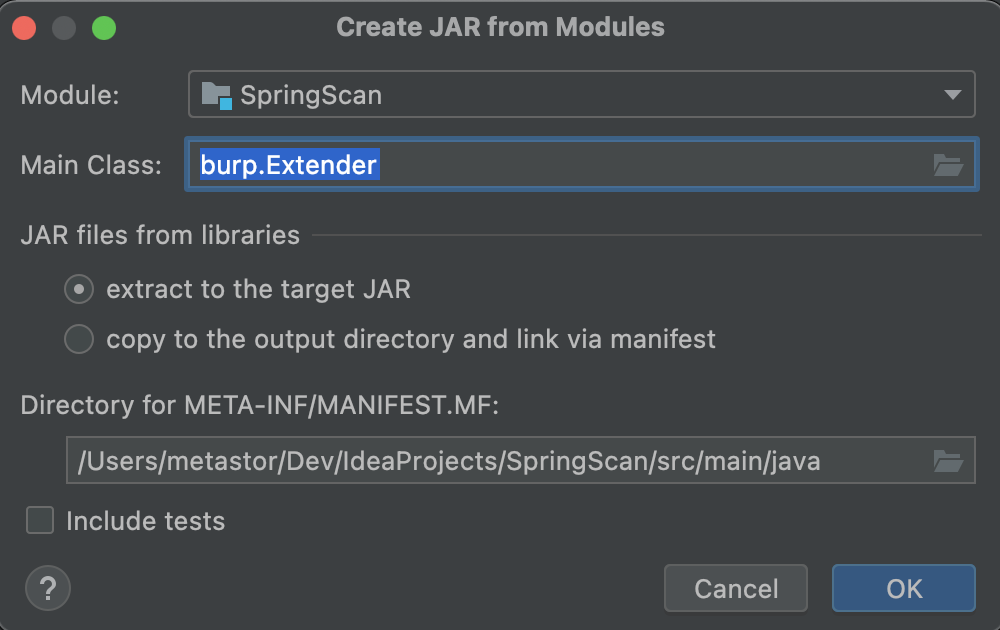 Create JAR from Modules
Module: SpringScan
Main Class: burp.Extender
JAR files from libraries
extract to the target JAR
copy to the output directory and link via manifest
Directory for META-INF/MANIFEST.MF:
/Users/metastor/Dev/IdeaProjects/SpringScan/src/main/java
Include tests
? Cancel OK